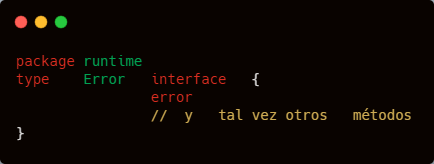 package runtime
type Error interface {
error
// y tal vez otros métodos
}